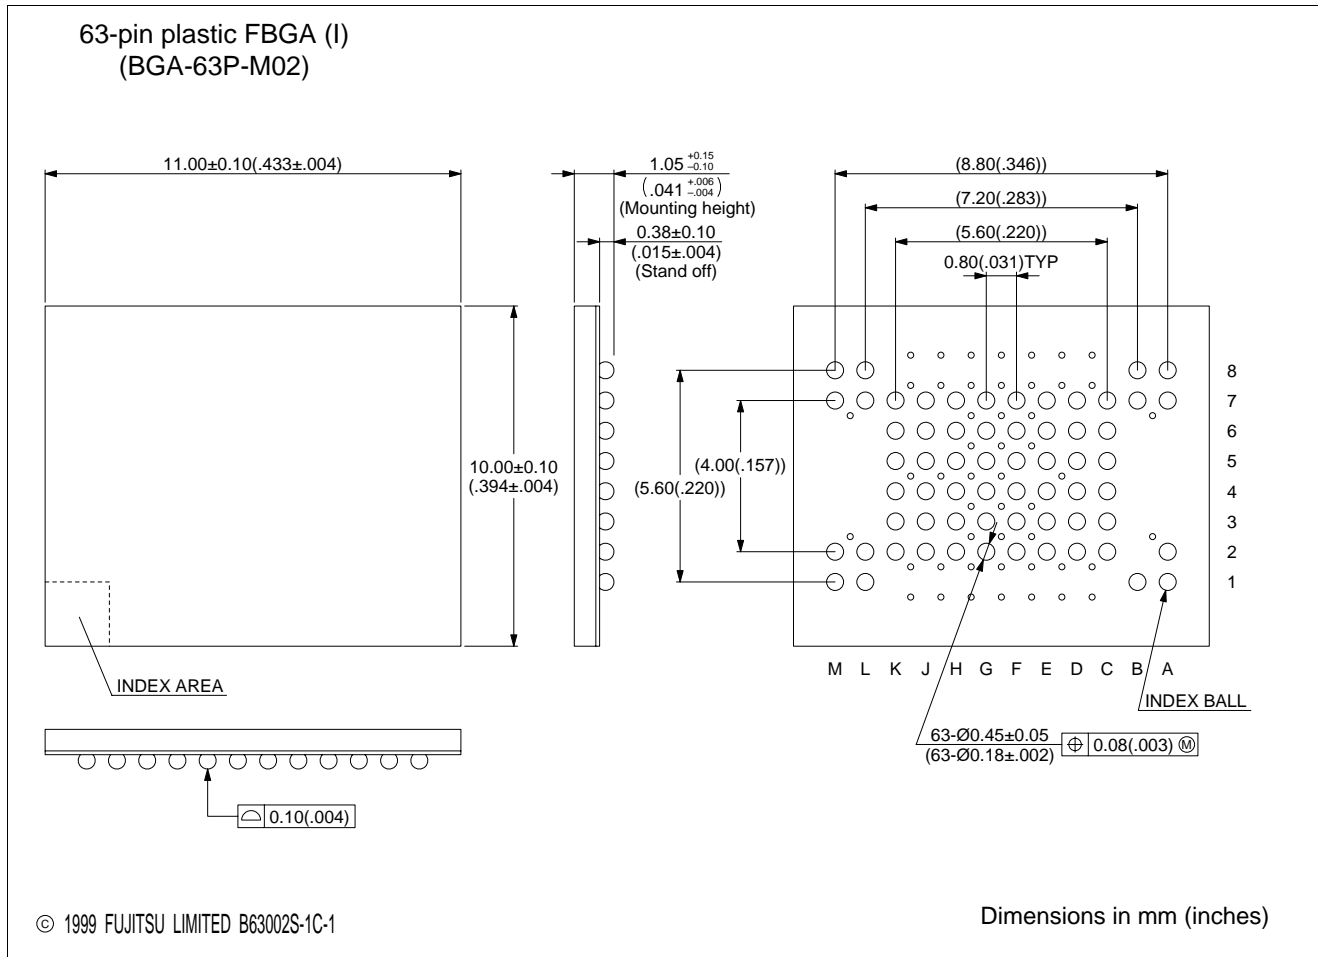 63-pin plastic FBGA (I)
(BGA-63P-M02)
11.00±0.10(.433±.004)
1.05 +0.15 –0.10
(.041 +.006 –.004)
(Mounting height)
0.38±0.10
(.015±.004)
(Stand off)
(8.80(.346))
(7.20(.283))
(5.60(.220))
0.80(.031)TYP
10.00±0.10
(.394±.004)
(4.00(.157))
(5.60(.220))
8
7
6
5
4
3
2
1
M L K J H G F E D C B A
INDEX AREA
INDEX BALL
63-Ø0.45±0.05
(63-Ø0.18±.002)
0.08(.003) Ⓜ
0.10(.004)
© 1999 FUJITSU LIMITED B63002S-1C-1
Dimensions in mm (inches)